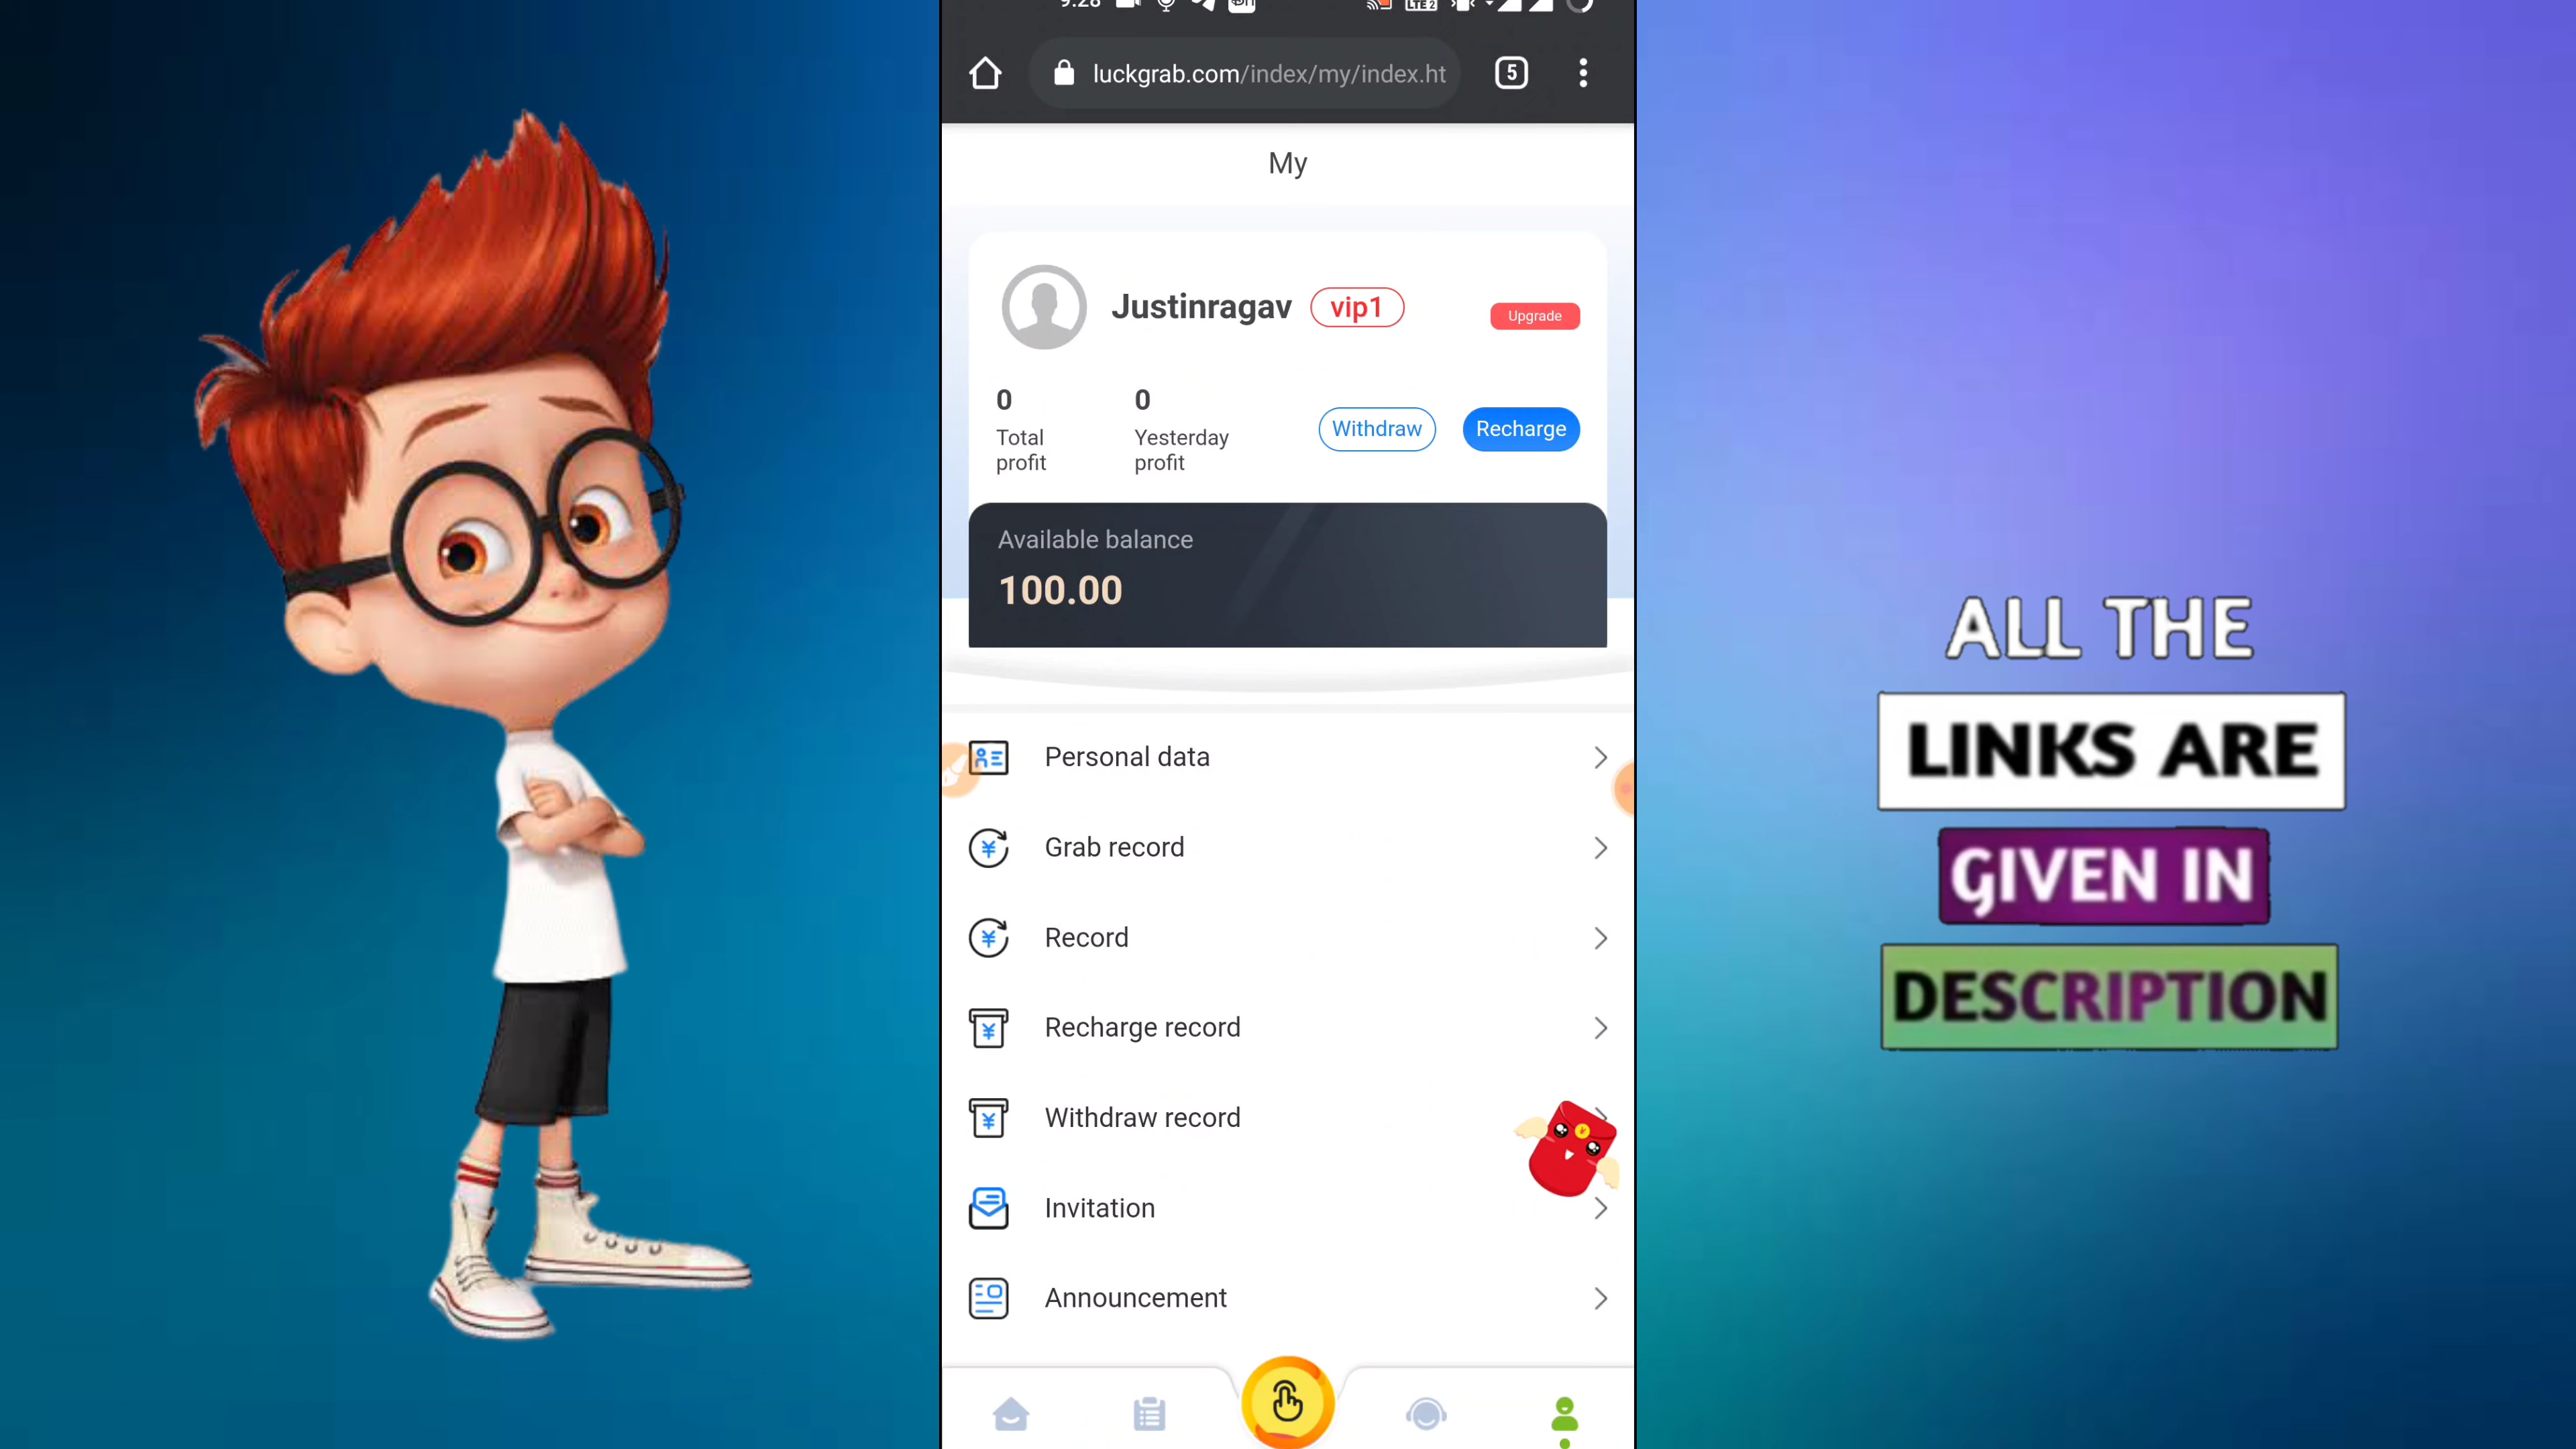 9:28
LTE 2
luckgrab.com/index/my/index.ht
5
My
Justinragav
vip1
Upgrade
0
0
Total
profit
Yesterday
profit
Withdraw
Recharge
Available balance
100.00
Personal data
Grab record
Record
Recharge record
Withdraw record
Invitation
Announcement
ALL THE
LINKS ARE
GIVEN IN
DESCRIPTION